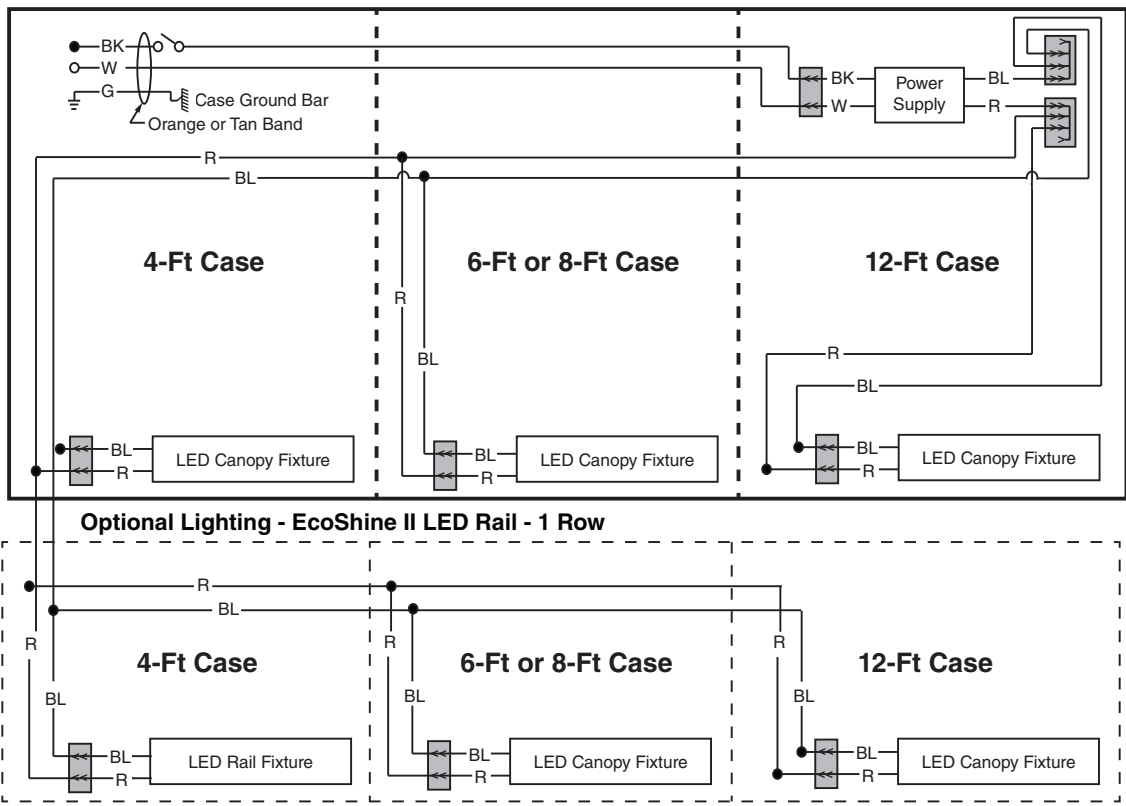 BK
W
G
Case Ground Bar
Orange or Tan Band
BK
W
Power
Supply
BL
R
R
BL
4-Ft Case
6-Ft or 8-Ft Case
12-Ft Case
R
BL
R
BL
BL
R
LED Canopy Fixture
BL
R
LED Canopy Fixture
BL
R
LED Canopy Fixture
Optional Lighting - EcoShine II LED Rail - 1 Row
R
BL
R
R
R
4-Ft Case
6-Ft or 8-Ft Case
12-Ft Case
BL
BL
BL
BL
R
LED Rail Fixture
BL
R
LED Canopy Fixture
BL
R
LED Canopy Fixture